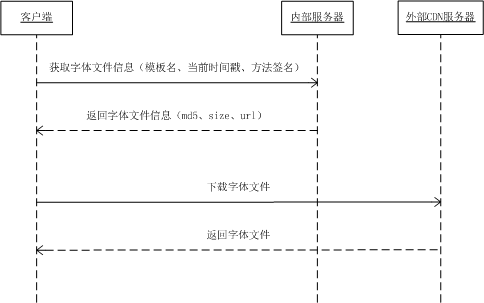 客户端
内部服务器
外部CDN服务器
获取字体文件信息（模板名、当前时间戳、方法签名）
返回字体文件信息（md5、size、url）
下载字体文件
返回字体文件